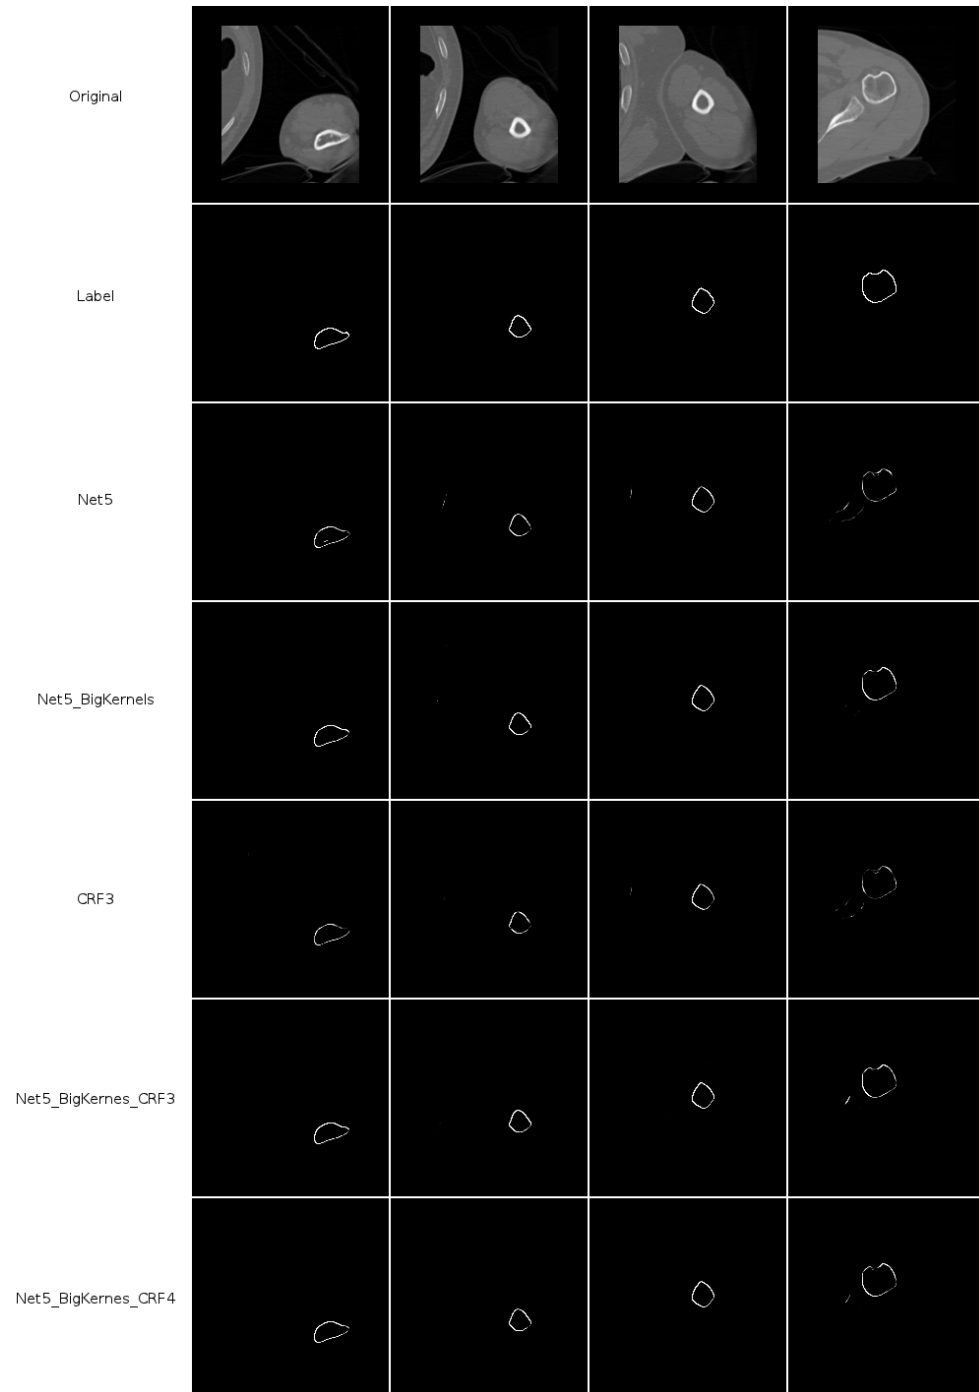 Original
Label
Net5
Net5_BigKernels
CRF3
Net5_BigKernes_CRF3
Net5_BigKernes_CRF4